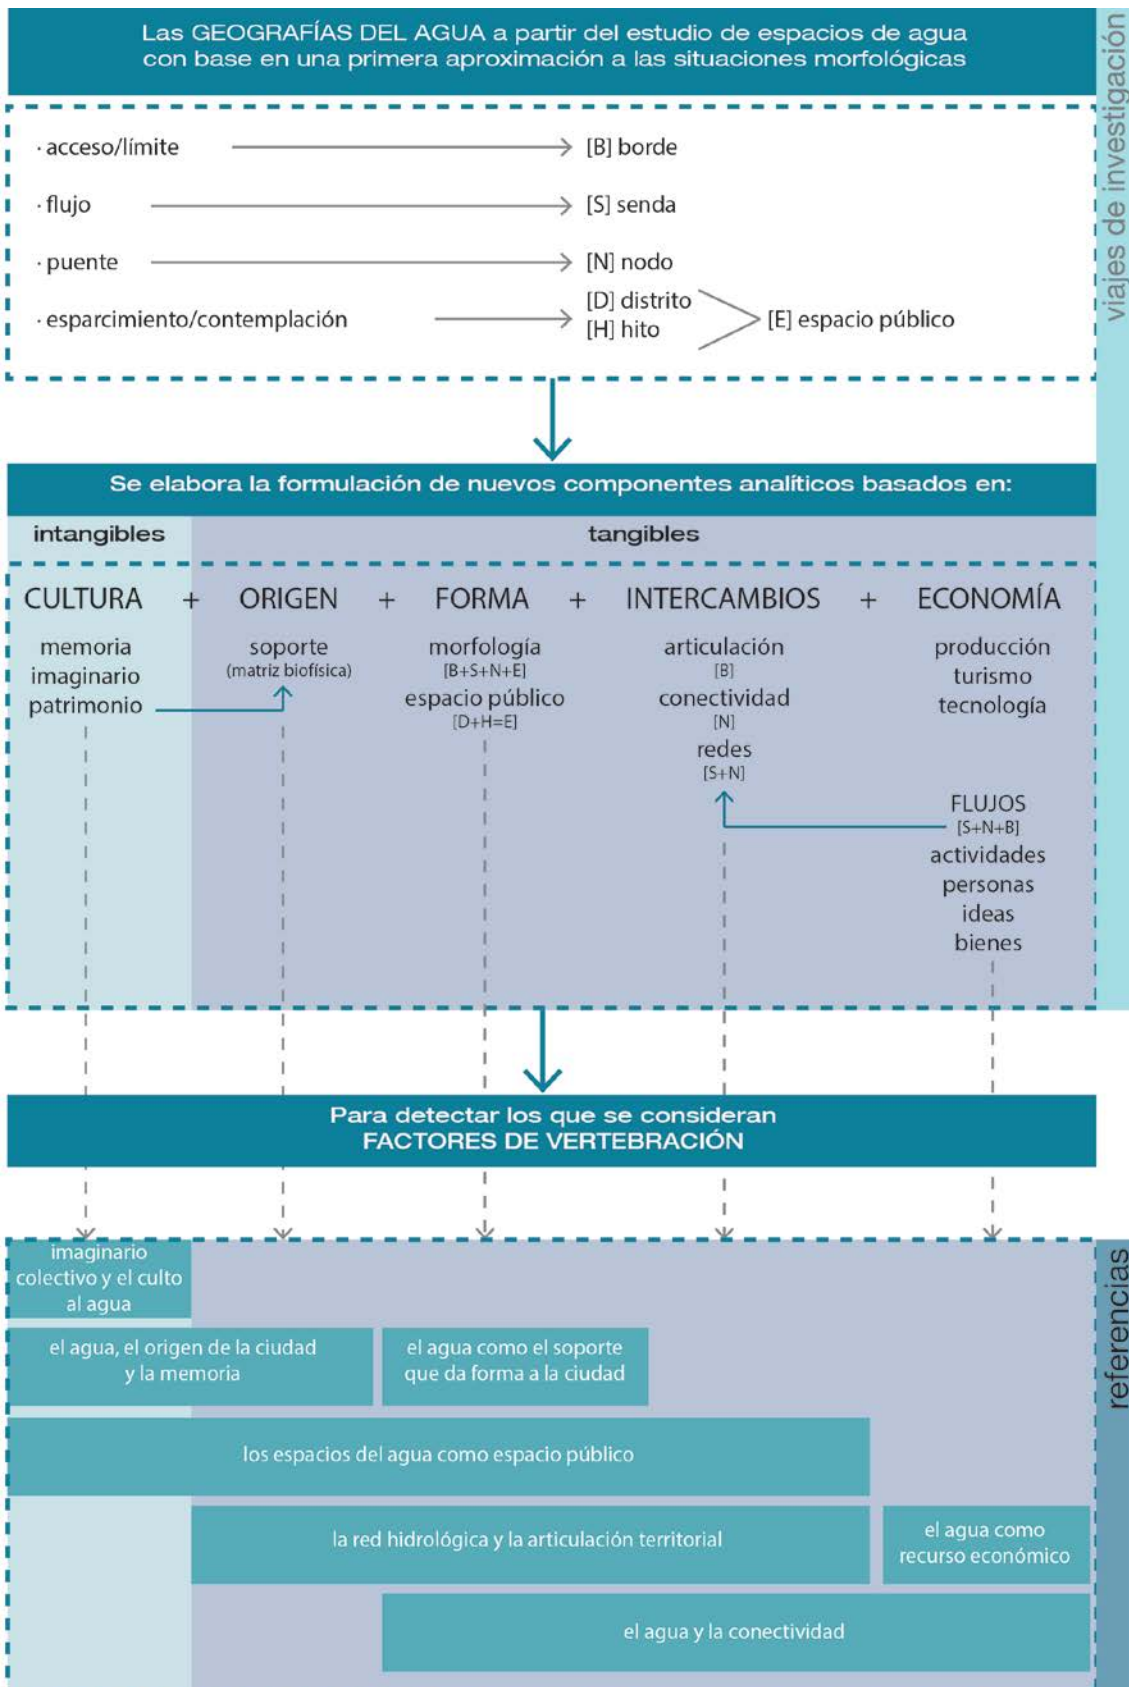 Las GEOGRAFÍAS DEL AGUA a partir del estudio de espacios de agua
con base en una primera aproximación a las situaciones morfológicas
viajes de investigación
· acceso/límite
[B] borde
· flujo
[S] senda
· puente
[N] nodo
· esparcimiento/contemplación
[D] distrito
[H] hito
[E] espacio público
Se elabora la formulación de nuevos componentes analíticos basados en:
intangibles
tangibles
CULTURA + ORIGEN + FORMA + INTERCAMBIOS + ECONOMÍA
memoria
imaginario
patrimonio
soporte
(matriz biofísica)
morfología
[B+S+N+E]
espacio público
[D+H=E]
articulación
[B]
conectividad
[N]
redes
[S+N]
producción
turismo
tecnología
FLUJOS
[S+N+B]
actividades
personas
ideas
bienes
Para detectar los que se consideran
FACTORES DE VERTEBRACIÓN
referencias
imaginario
colectivo y el culto
al agua
el agua, el origen de la ciudad
y la memoria
el agua como el soporte
que da forma a la ciudad
los espacios del agua como espacio público
la red hidrológica y la articulación territorial
el agua como
recurso económico
el agua y la conectividad